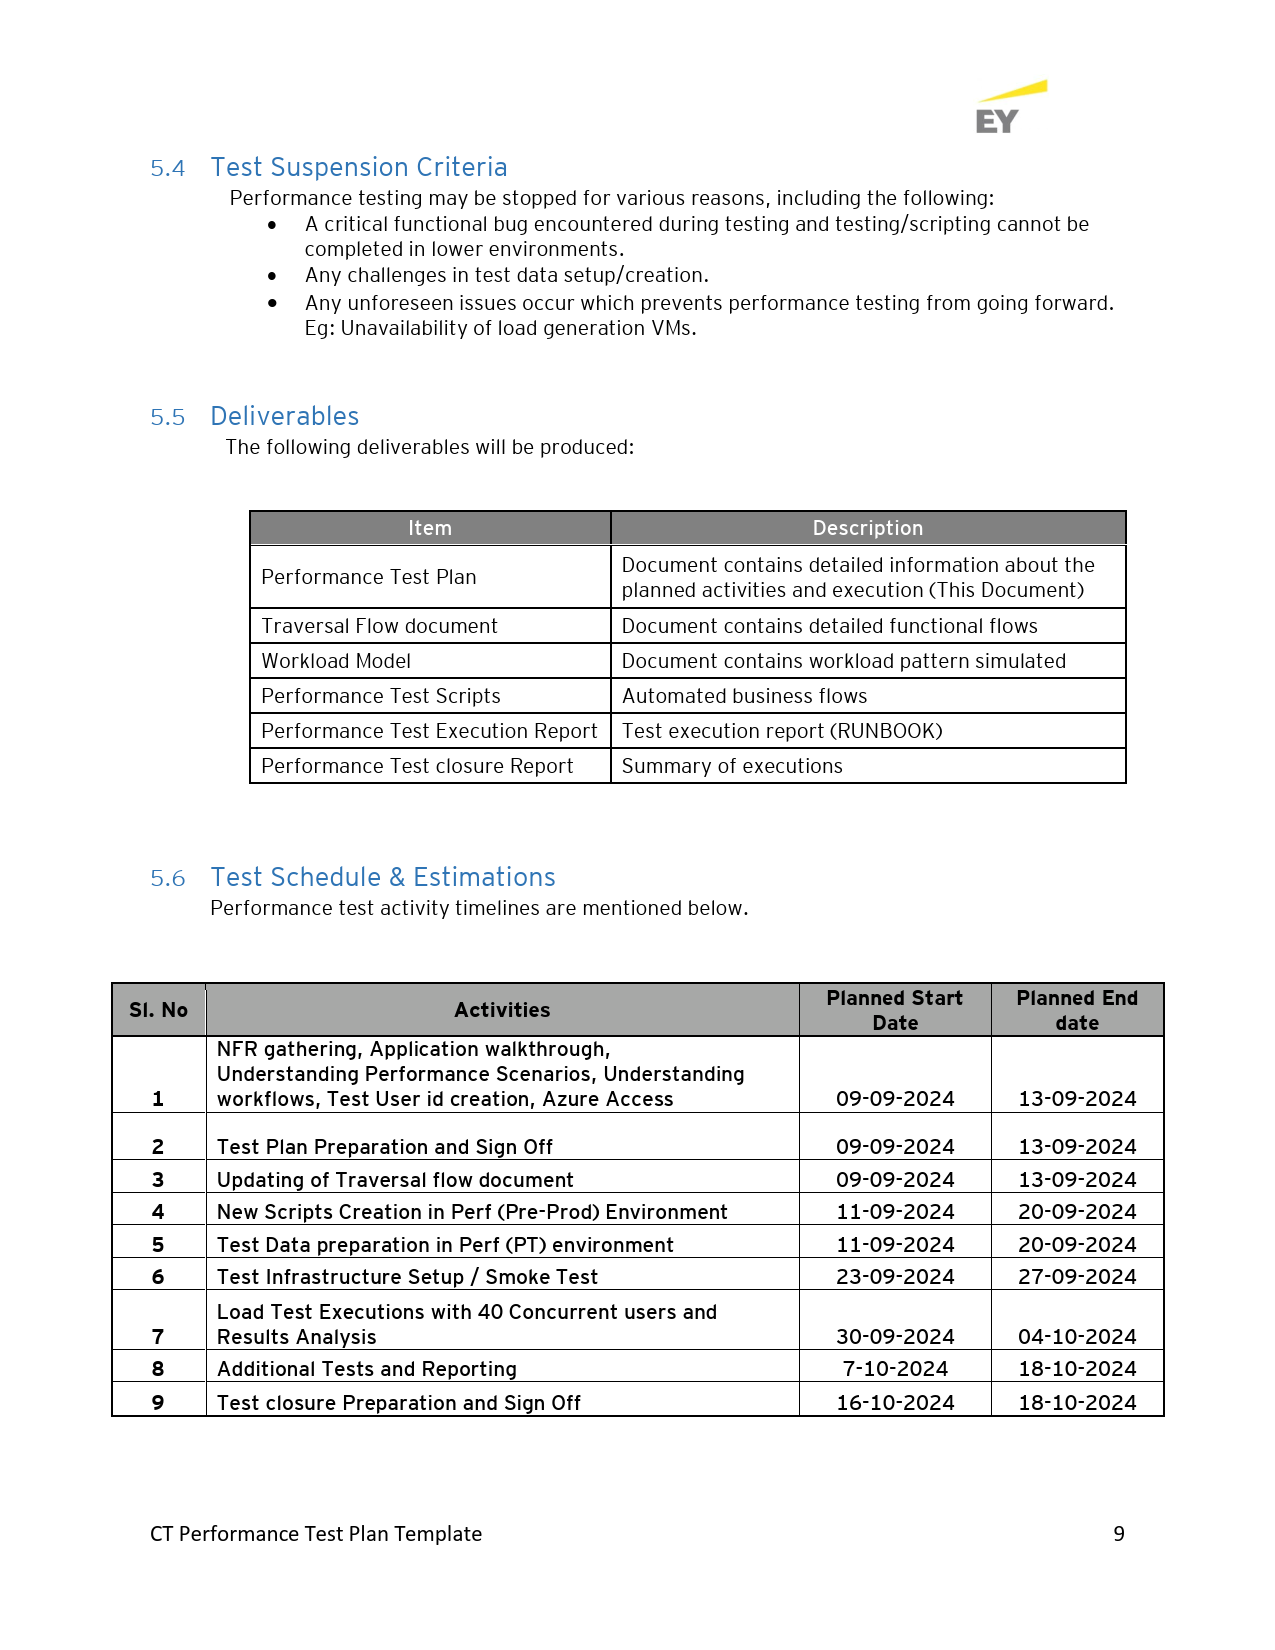 EY
5.4 Test Suspension Criteria
Performance testing may be stopped for various reasons, including the following:
• A critical functional bug encountered during testing and testing/scripting cannot be
completed in lower environments.
• Any challenges in test data setup/creation.
• Any unforeseen issues occur which prevents performance testing from going forward.
Eg: Unavailability of load generation VMs.
5.5 Deliverables
The following deliverables will be produced:
Item Description
Performance Test Plan
Document contains detailed information about the
planned activities and execution (This Document)
Traversal Flow document Document contains detailed functional flows
Workload Model Document contains workload pattern simulated
Performance Test Scripts Automated business flows
Performance Test Execution Report Test execution report (RUNBOOK)
Performance Test closure Report Summary of executions
5.6 Test Schedule & Estimations
Performance test activity timelines are mentioned below.
Sl. No Activities
Planned Start
Date
Planned End
date
NFR gathering, Application walkthrough,
Understanding Performance Scenarios, Understanding
1 workflows, Test User id creation, Azure Access 09-09-2024 13-09-2024
2 Test Plan Preparation and Sign Off 09-09-2024 13-09-2024
3 Updating of Traversal flow document 09-09-2024 13-09-2024
4 New Scripts Creation in Perf (Pre-Prod) Environment 11-09-2024 20-09-2024
5 Test Data preparation in Perf (PT) environment 11-09-2024 20-09-2024
6 Test Infrastructure Setup / Smoke Test 23-09-2024 27-09-2024
Load Test Executions with 40 Concurrent users and
7 Results Analysis 30-09-2024 04-10-2024
8 Additional Tests and Reporting 7-10-2024 18-10-2024
9 Test closure Preparation and Sign Off 16-10-2024 18-10-2024
CT Performance Test Plan Template 9